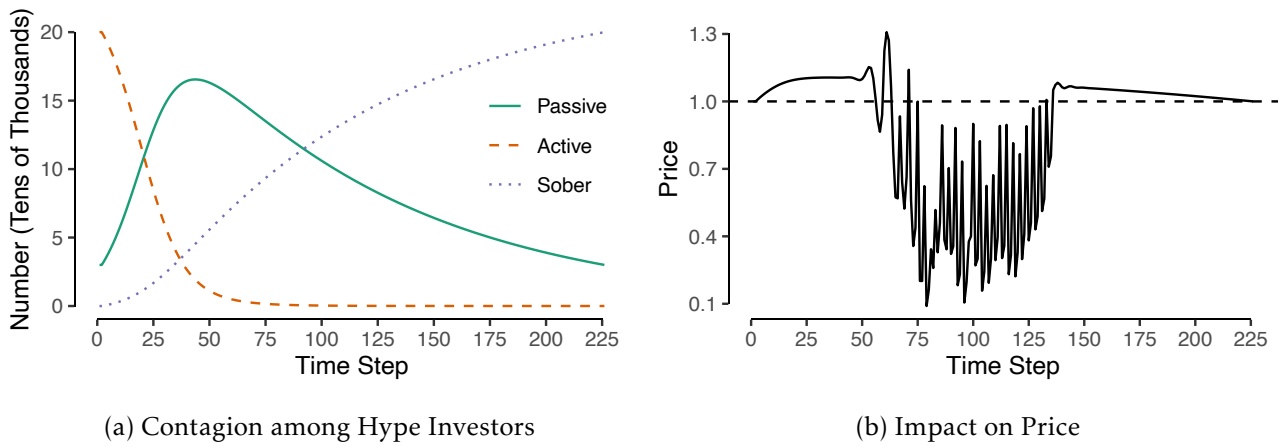 Number (Tens of Thousands)
20
15
10
5
0
Passive
Active
Sober
0 25 50 75 100 125 150 175 200 225
Time Step
(a) Contagion among Hype Investors
Price
1.3
1.0
0.7
0.4
0.1
0 25 50 75 100 125 150 175 200 225
Time Step
(b) Impact on Price